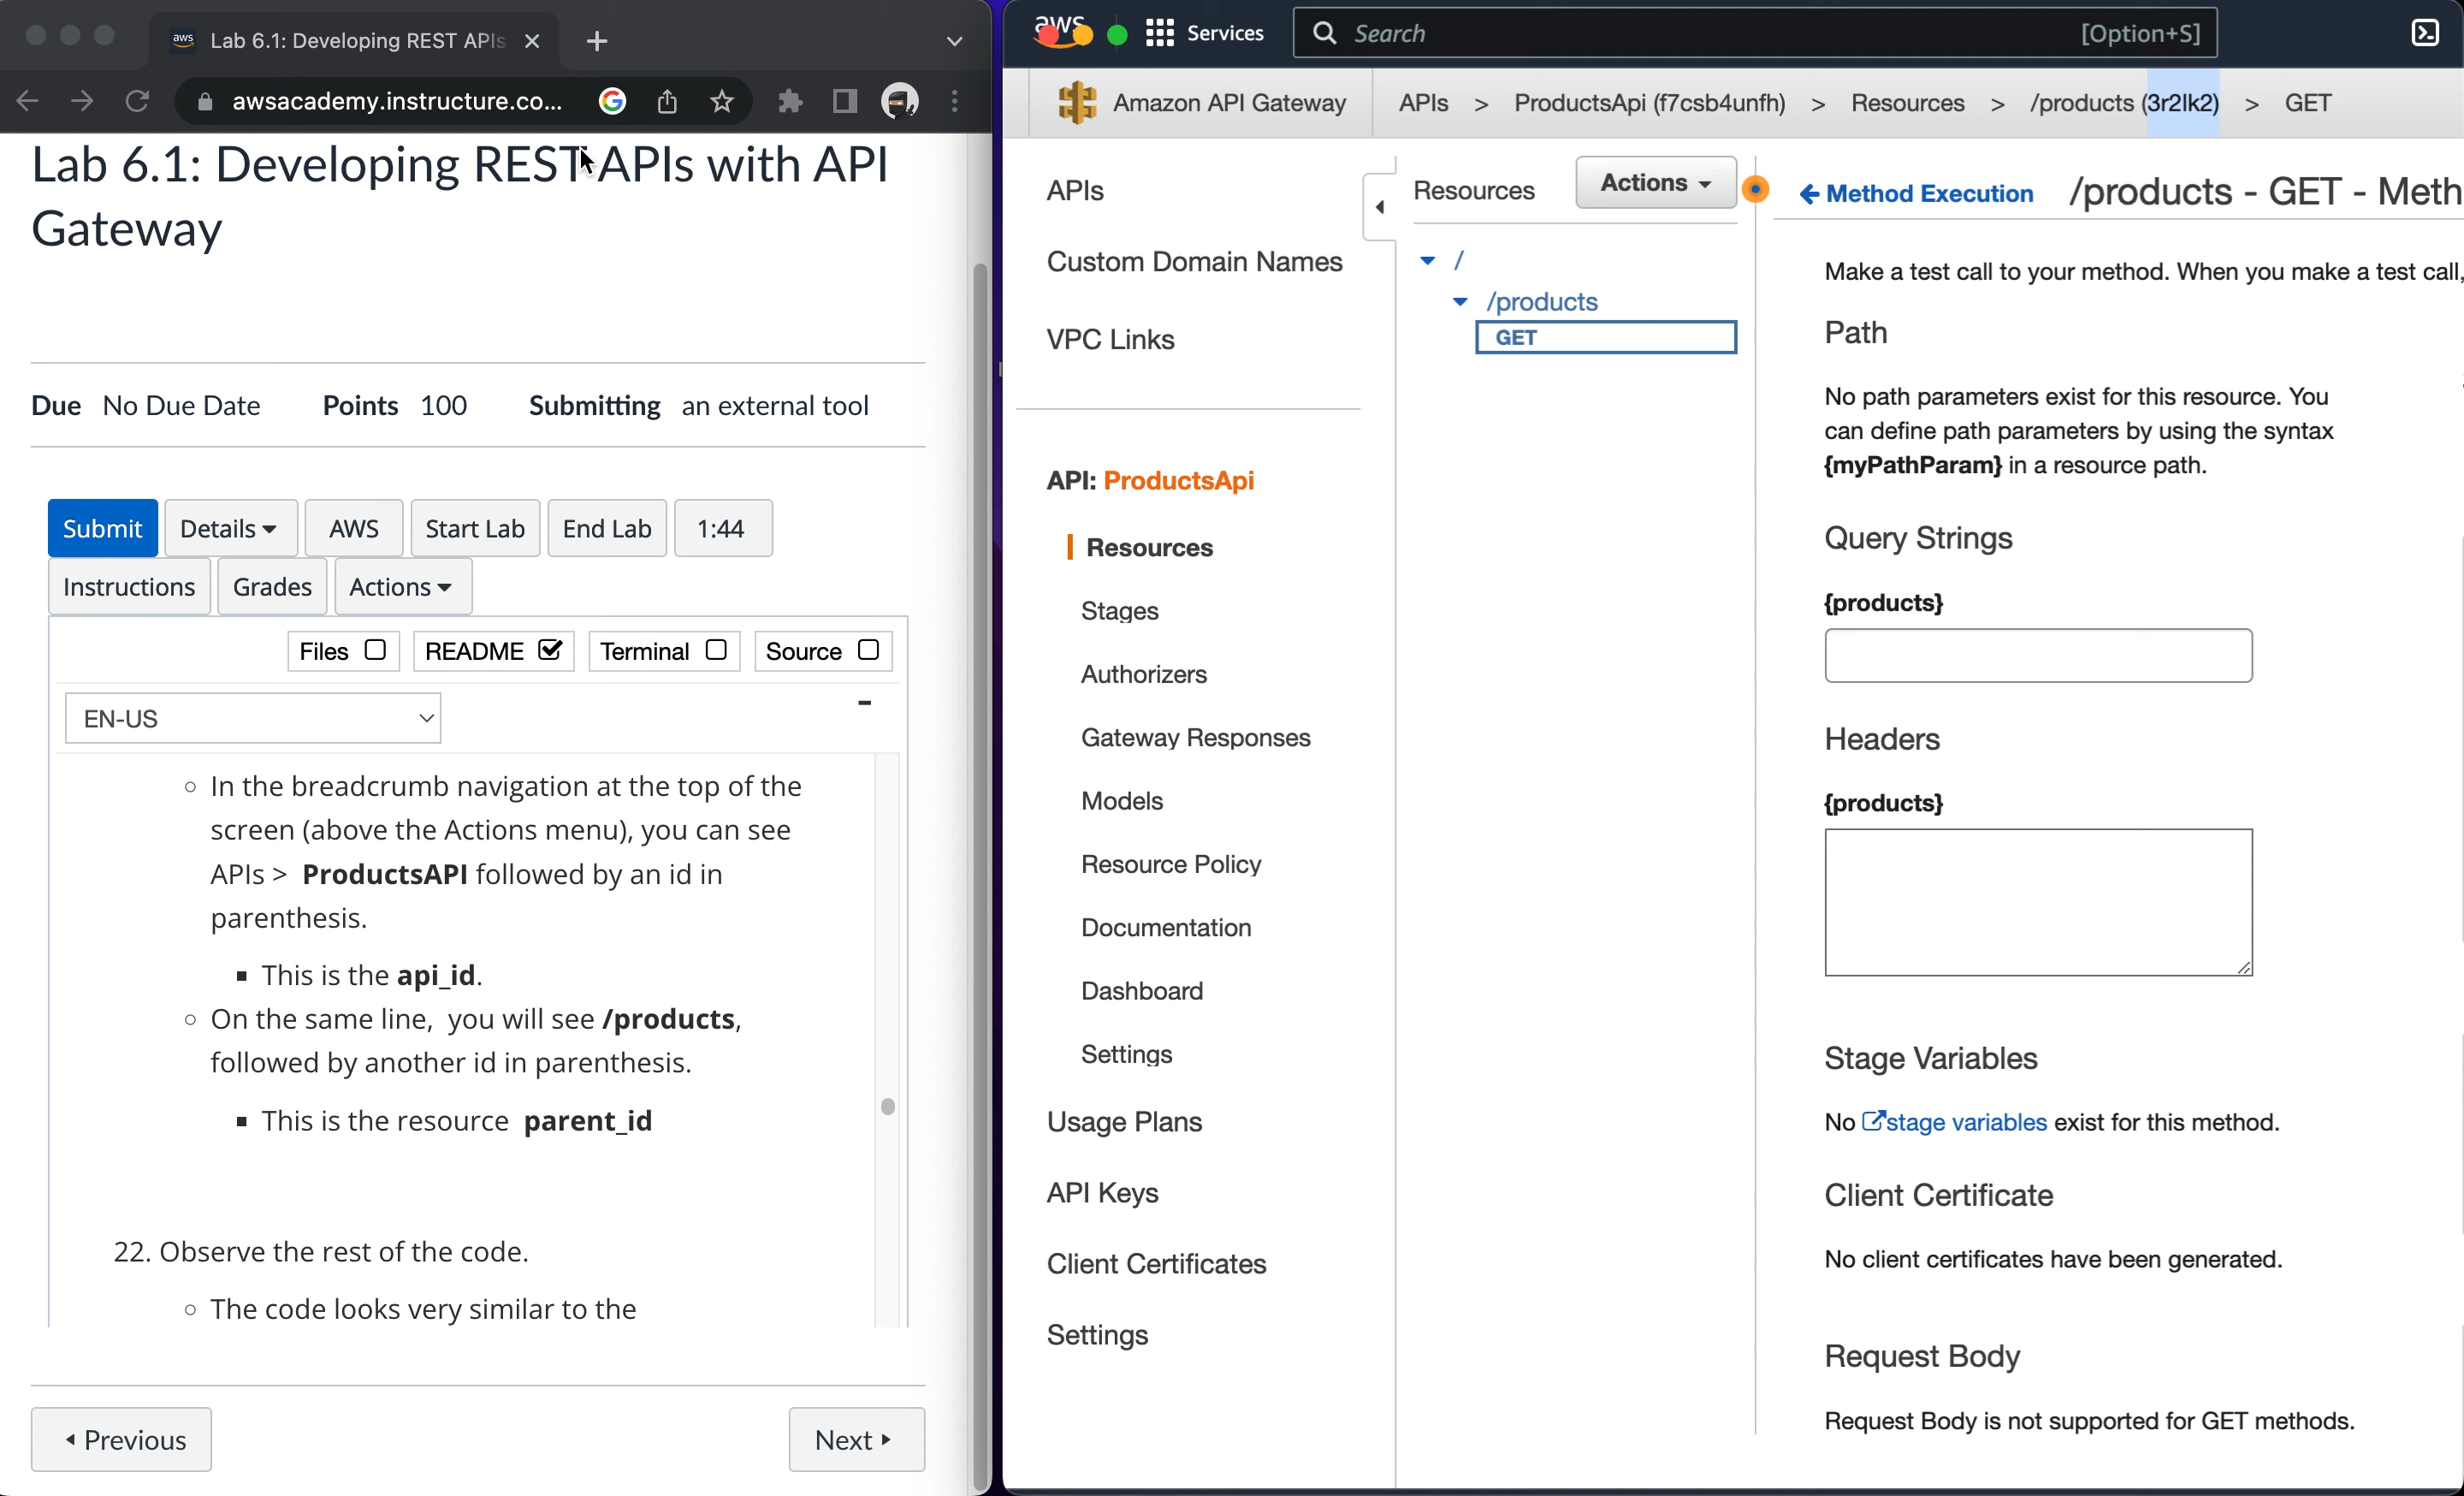 aws
Lab 6.1: Developing REST APIs
awsacademy.instructure.co...
Lab 6.1: Developing REST APIs with API
Gateway
Due No Due Date Points 100 Submitting an external tool
Submit Details AWS Start Lab End Lab 1:44
Instructions Grades Actions
Files README Terminal Source
EN-US
In the breadcrumb navigation at the top of the
screen (above the Actions menu), you can see
APIs > ProductsAPI followed by an id in
parenthesis.
This is the api_id.
On the same line, you will see /products,
followed by another id in parenthesis.
This is the resource parent_id
22. Observe the rest of the code.
The code looks very similar to the
Previous Next
aws Services Search [Option+S]
Amazon API Gateway APIs > ProductsApi (f7csb4unfh) > Resources > /products (3r2lk2) > GET
APIs
Custom Domain Names
VPC Links
API: ProductsApi
Resources
Stages
Authorizers
Gateway Responses
Models
Resource Policy
Documentation
Dashboard
Settings
Usage Plans
API Keys
Client Certificates
Settings
Resources Actions
/
/products
GET
Method Execution /products - GET - Meth
Make a test call to your method. When you make a test call,
Path
No path parameters exist for this resource. You
can define path parameters by using the syntax
{myPathParam} in a resource path.
Query Strings
{products}
Headers
{products}
Stage Variables
No stage variables exist for this method.
Client Certificate
No client certificates have been generated.
Request Body
Request Body is not supported for GET methods.